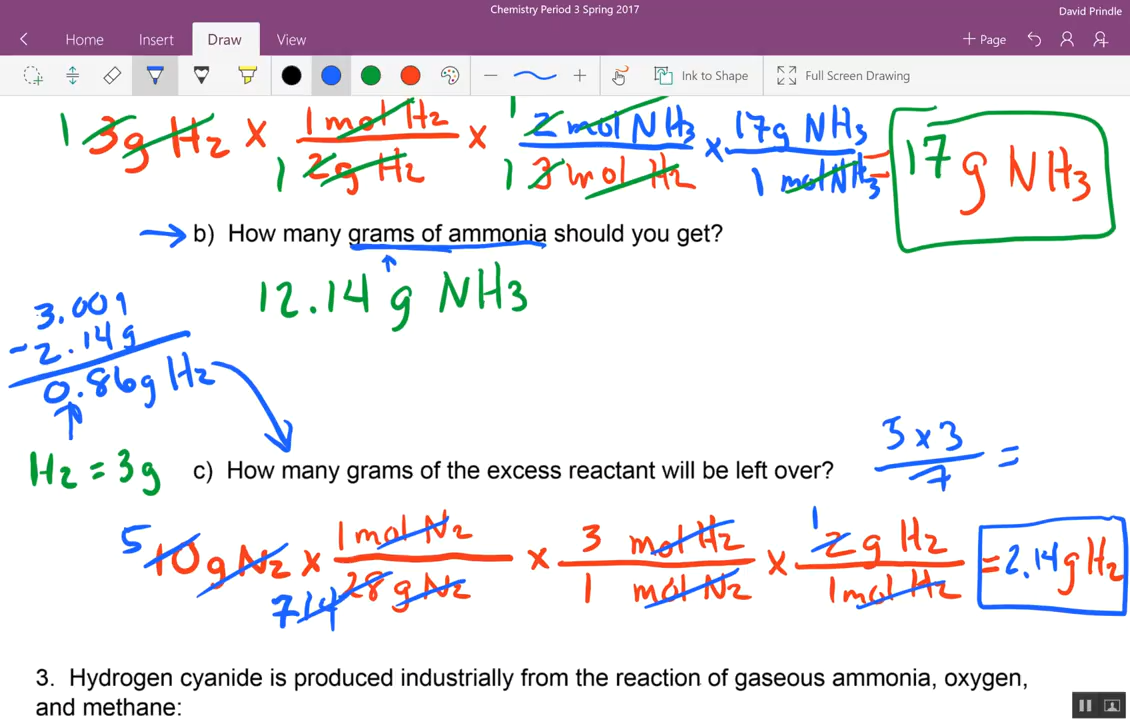 Chemistry Period 3 Spring 2017
David Prindle
Home Insert Draw View
+ Page
Ink to Shape
Full Screen Drawing
1 3g H2 x 1 mol H2 / 1 2g H2 x 1 2 mol NH3 / 1 3 mol H2 x 17g NH3 / 1 mol NH3 = 17 g NH3
→ b) How many grams of ammonia should you get?
12.14 g NH3
3.00g
-2.14g
0.86g H2
H2 = 3g
c) How many grams of the excess reactant will be left over?
5 x 3 / 7 =
5 10g N2 x 1 mol N2 / 7 14 28 g N2 x 3 mol H2 / 1 mol N2 x 1 2g H2 / 1 mol H2 = 2.14g H2
3. Hydrogen cyanide is produced industrially from the reaction of gaseous ammonia, oxygen,
and methane: